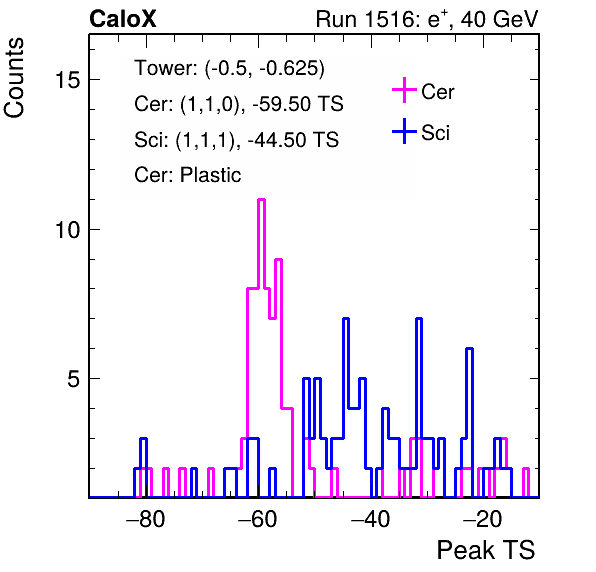 CaloX Run 1516: e⁺, 40 GeV
Counts
Tower: (-0.5, -0.625)
Cer: (1,1,0), -59.50 TS
Sci: (1,1,1), -44.50 TS
Cer: Plastic
Cer
Sci
15
10
5
−80 −60 −40 −20
Peak TS